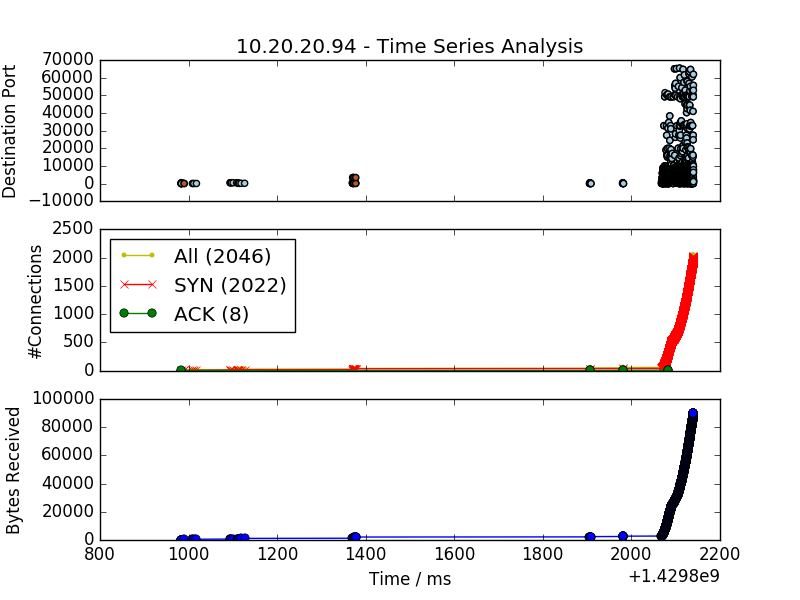 10.20.20.94 - Time Series Analysis
Destination Port
70000
60000
50000
40000
30000
20000
10000
0
−10000
#Connections
2500
2000
1500
1000
500
0
All (2046)
SYN (2022)
ACK (8)
Bytes Received
100000
80000
60000
40000
20000
0
800 1000 1200 1400 1600 1800 2000 2200
Time / ms
+1.4298e9